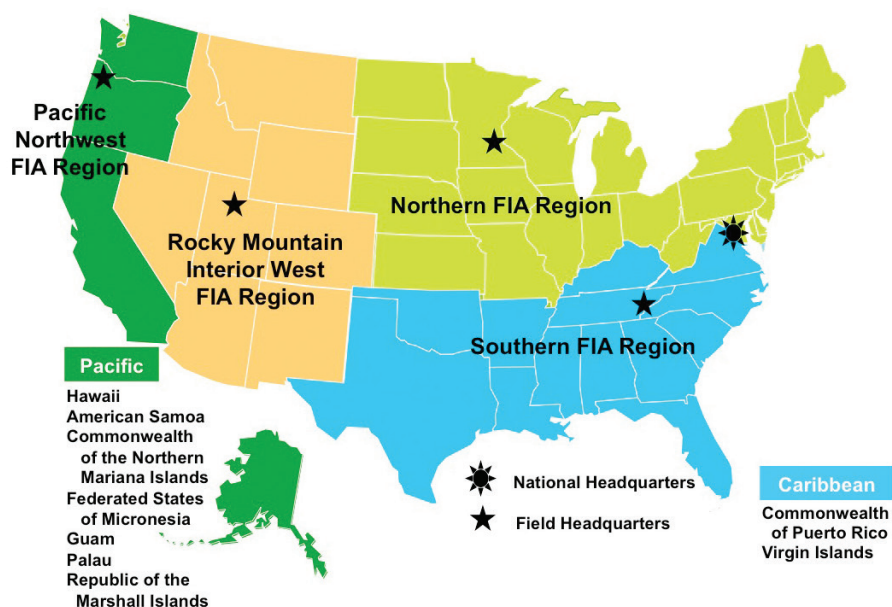 Pacific
Northwest
FIA Region
Northern FIA Region
Rocky Mountain
Interior West
FIA Region
Southern FIA Region
Pacific
Hawaii
American Samoa
Commonwealth
of the Northern
Mariana Islands
Federated States
of Micronesia
Guam
Palau
Republic of the
Marshall Islands
National Headquarters
Field Headquarters
Caribbean
Commonwealth
of Puerto Rico
Virgin Islands